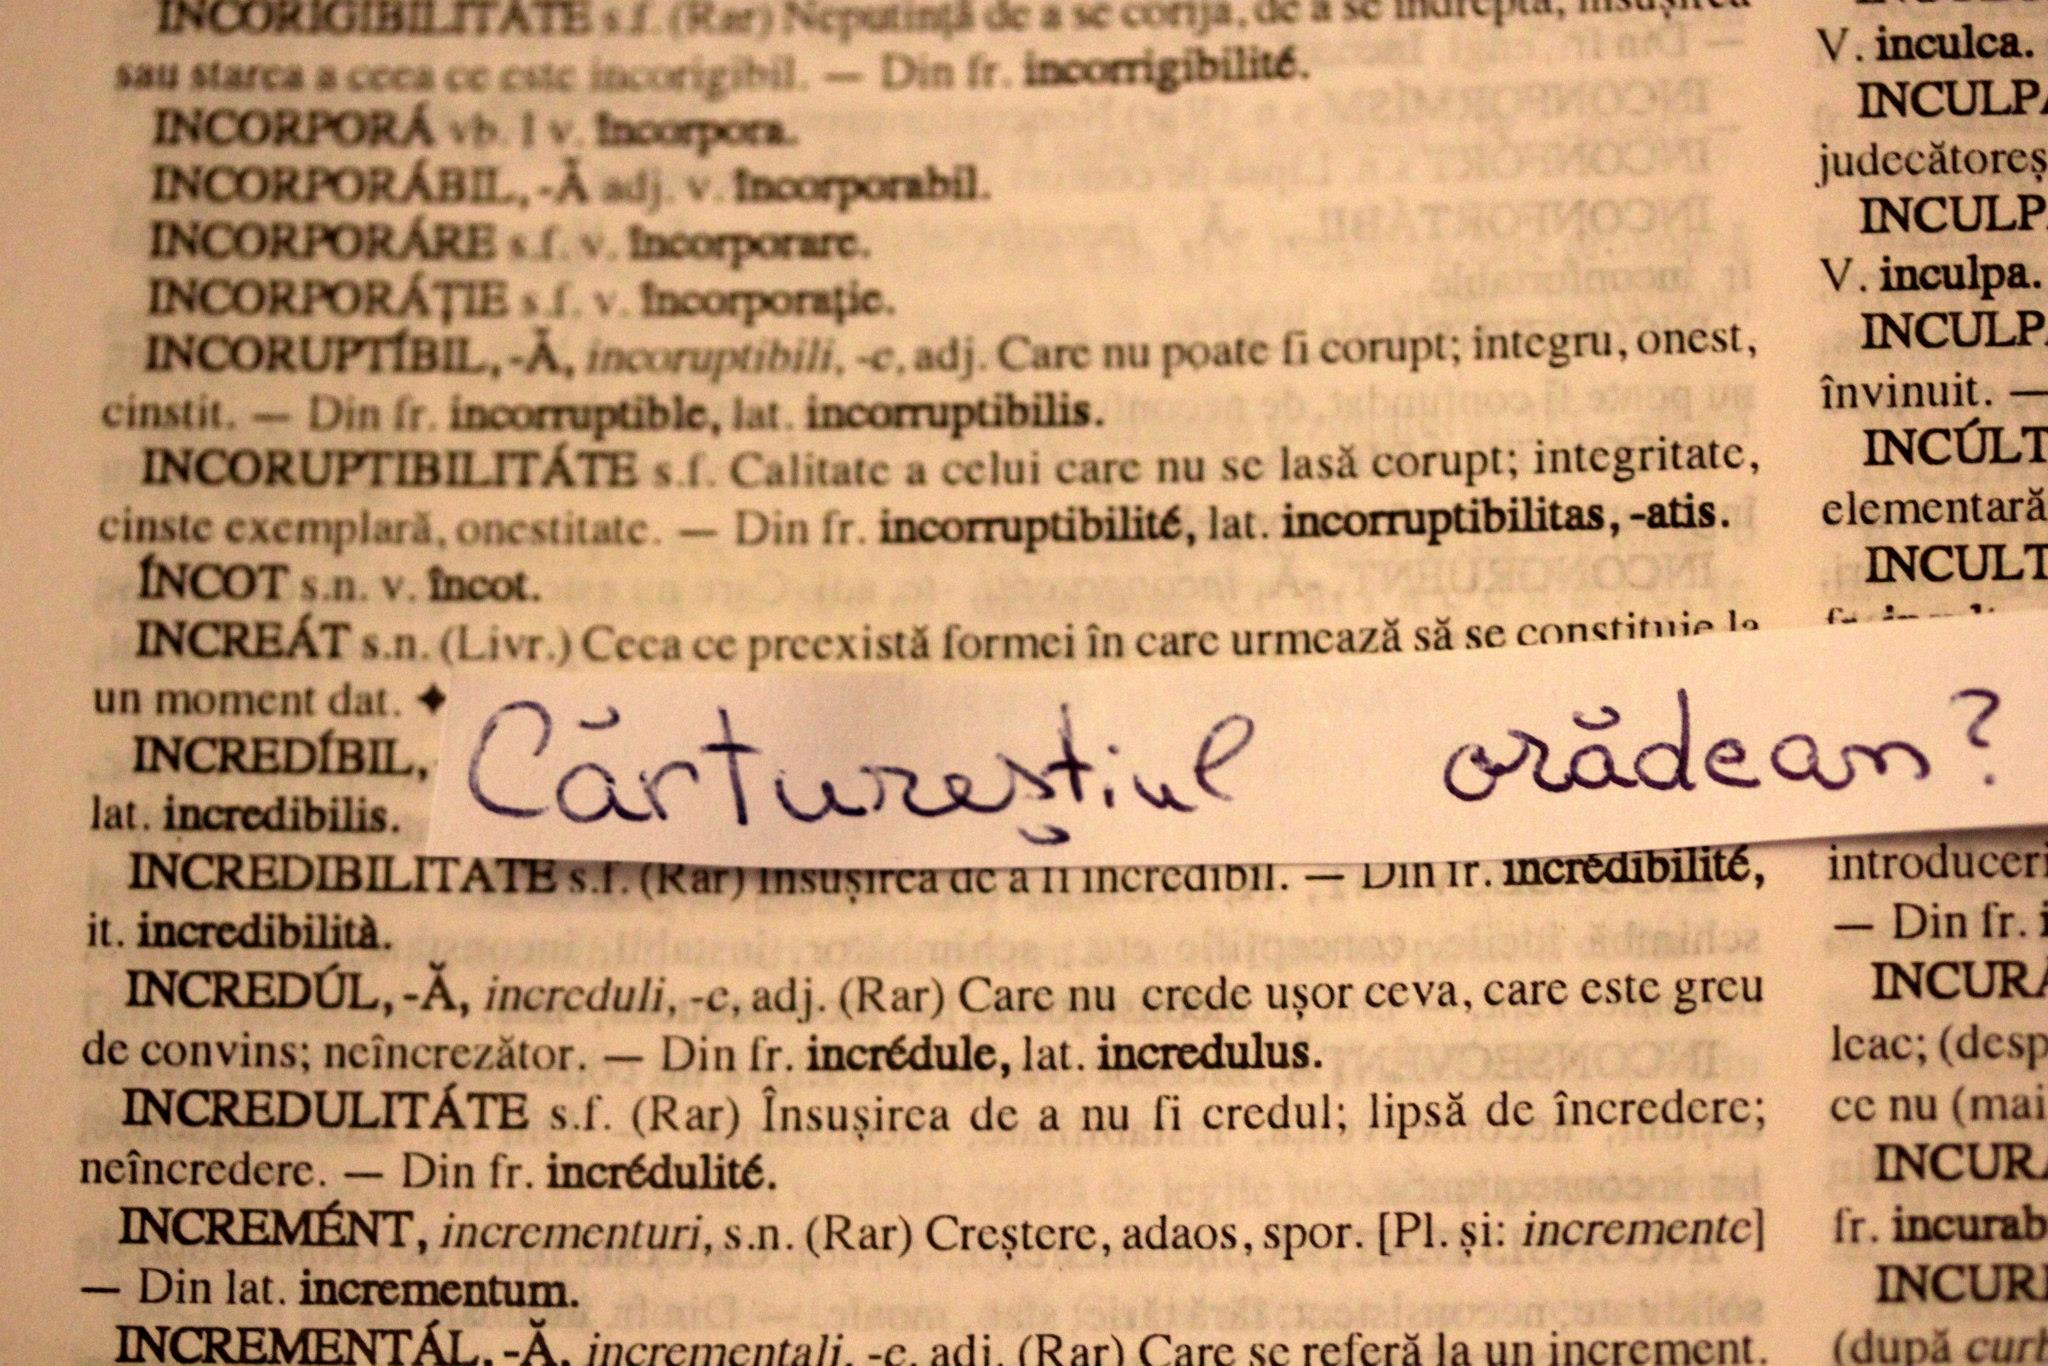 INCORIGIBILITÁTE s.f. (Rar) Neputință de a se corija, de a se îndrepta, însușirea
sau starea a ceea ce este incorigibil. — Din fr. incorrigibilité.
INCORPORÁ vb. I v. încorpora.
INCORPORÁBIL, -Ă adj. v. încorporabil.
INCORPORÁRE s.f. v. încorporare.
INCORPORÁȚIE s.f. v. încorporație.
INCORUPTÍBIL, -Ă, incoruptibili, -e, adj. Care nu poate fi corupt; integru, onest,
cinstit. — Din fr. incorruptible, lat. incorruptibilis.
INCORUPTIBILITÁTE s.f. Calitate a celui care nu se lasă corupt; integritate,
cinste exemplară, onestitate. — Din fr. incorruptibilité, lat. incorruptibilitas, -atis.
ÍNCOT s.n. v. încot.
INCREÁT s.n. (Livr.) Ceea ce preexistă formei în care urmează să se constituie la
un moment dat. ✦
INCREDÍBIL,
lat. incredibilis.
Cărtureștiul orădean?
INCREDIBILITATE s.f. (Rar) Însușirea de a fi incredibil. — Din fr. incrédibilité,
it. incredibilità.
INCREDÚL, -Ă, increduli, -e, adj. (Rar) Care nu crede ușor ceva, care este greu
de convins; neîncrezător. — Din fr. incrédule, lat. incredulus.
INCREDULITÁTE s.f. (Rar) Însușirea de a nu fi credul; lipsă de încredere;
neîncredere. — Din fr. incrédulité.
INCREMÉNT, incrementuri, s.n. (Rar) Creștere, adaos, spor. [Pl. și: incremente]
— Din lat. incrementum.
INCREMENTÁL, -Ă, incrementali, -e, adj. (Rar) Care se referă la un increment.
V. inculca.
INCULPA
judecătoreș
INCULPA
V. inculpa.
INCULPA
învinuit. —
INCÚLT
elementară
INCULT
introduceri
— Din fr. i
INCURA
leac; (desp
ce nu (mai
INCURA
fr. incurab
INCURI
(după curb